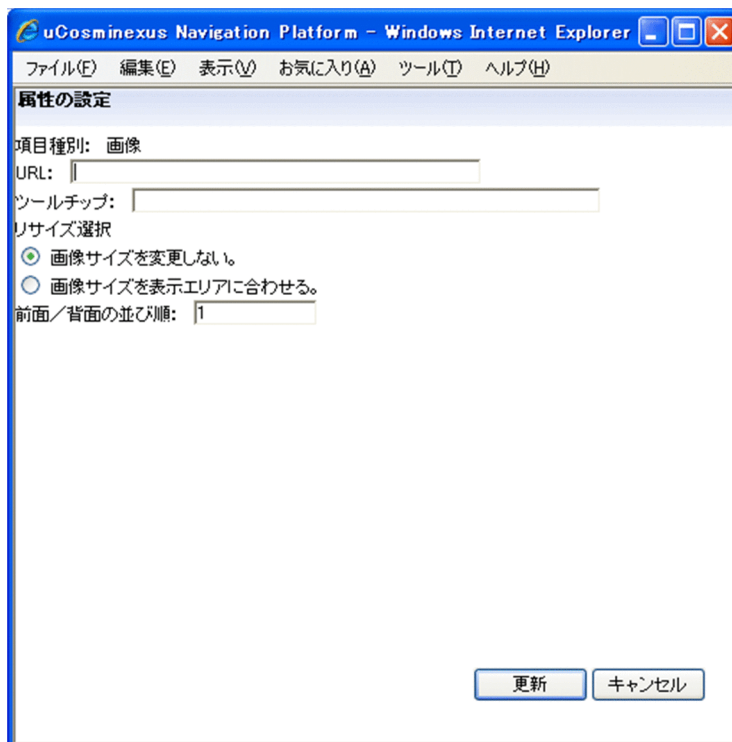 uCosminexus Navigation Platform - Windows Internet Explorer
ファイル(F) 編集(E) 表示(V) お気に入り(A) ツール(T) ヘルプ(H)
属性の設定
項目種別: 画像
URL:
ツールチップ:
リサイズ選択
画像サイズを変更しない。
画像サイズを表示エリアに合わせる。
前面／背面の並び順: 1
更新 キャンセル